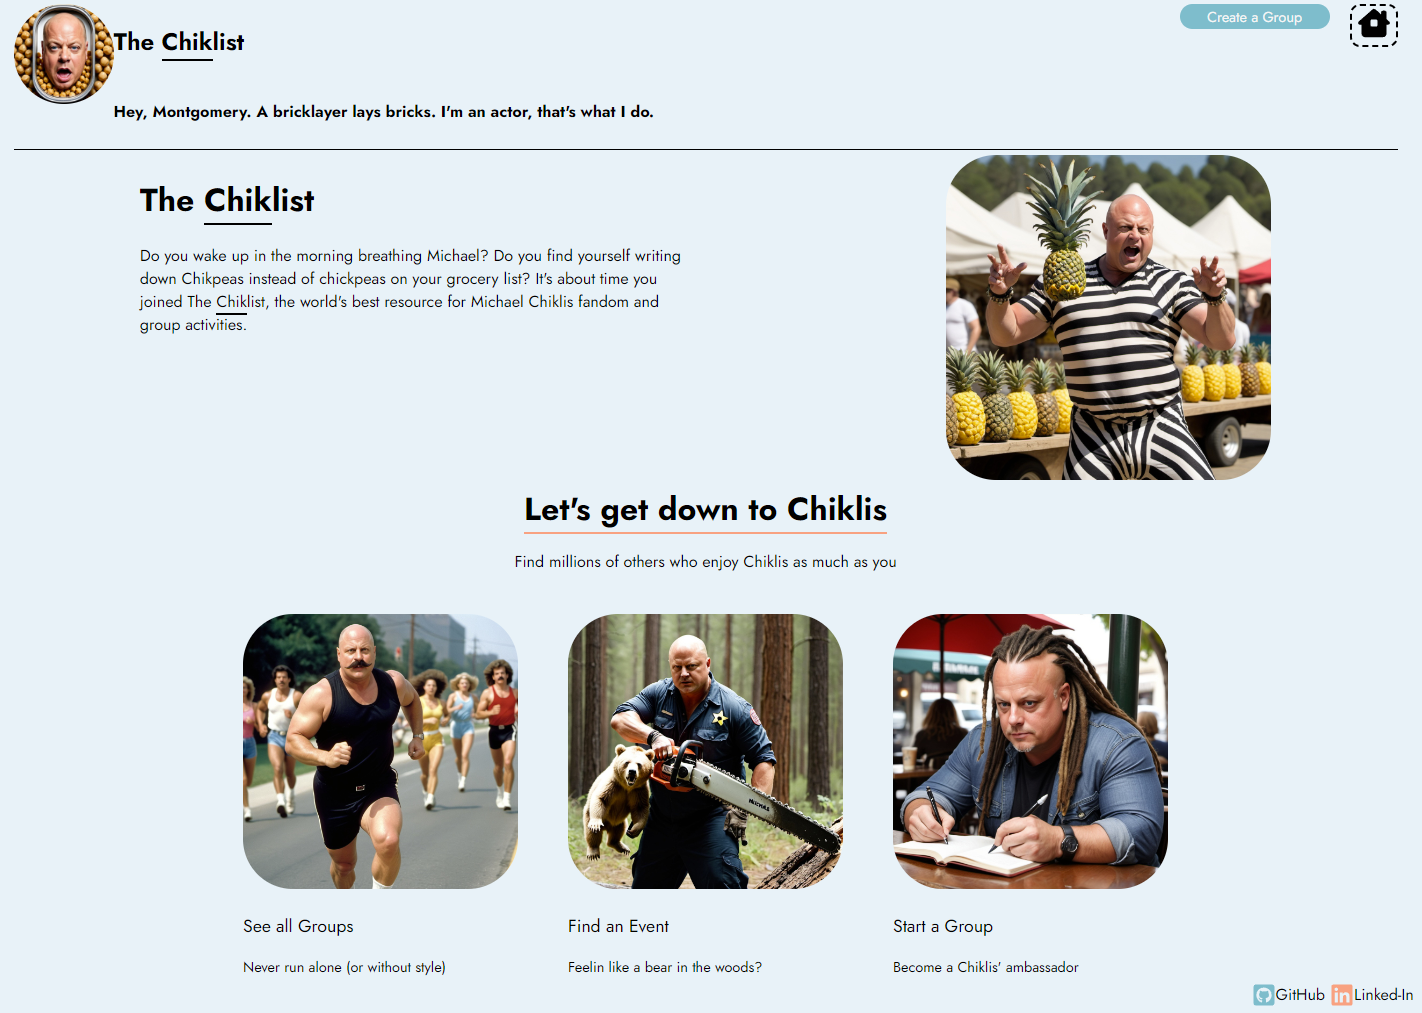 The Chiklist
Create a Group
Hey, Montgomery. A bricklayer lays bricks. I'm an actor, that's what I do.
The Chiklist
Do you wake up in the morning breathing Michael? Do you find yourself writing
down Chikpeas instead of chickpeas on your grocery list? It's about time you
joined The Chiklist, the world's best resource for Michael Chiklis fandom and
group activities.
Let's get down to Chiklis
Find millions of others who enjoy Chiklis as much as you
See all Groups
Never run alone (or without style)
Find an Event
Feelin like a bear in the woods?
Start a Group
Become a Chiklis' ambassador
GitHub
in Linked-In